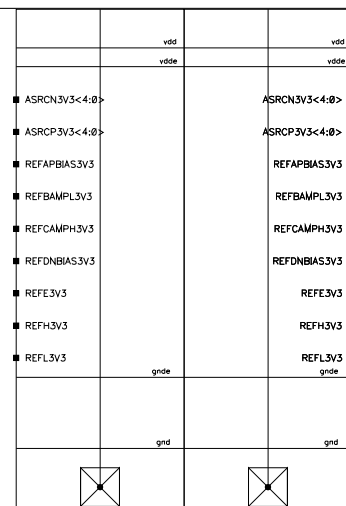 vdd vdd
vdde vdde
ASRCN3V3<4:0> ASRCN3V3<4:0>
ASRCP3V3<4:0> ASRCP3V3<4:0>
REFAPBIAS3V3 REFAPBIAS3V3
REFBAMPL3V3 REFBAMPL3V3
REFCAMPH3V3 REFCAMPH3V3
REFDNBIAS3V3 REFDNBIAS3V3
REFE3V3 REFE3V3
REFH3V3 REFH3V3
REFL3V3 REFL3V3
gnde gnde
gnd gnd